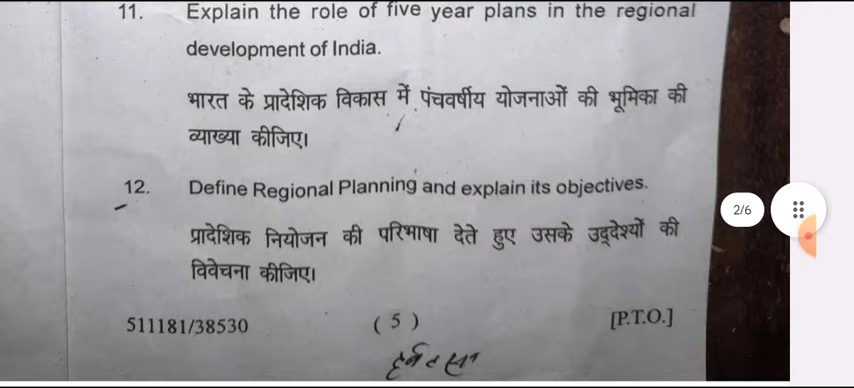 11. Explain the role of five year plans in the regional
development of India.
भारत के प्रादेशिक विकास में पंचवर्षीय योजनाओं की भूमिका की
व्याख्या कीजिए।
12. Define Regional Planning and explain its objectives.
प्रादेशिक नियोजन की परिभाषा देते हुए उसके उद्देश्यों की
विवेचना कीजिए।
2/6
511181/38530 ( 5 ) [P.T.O.]